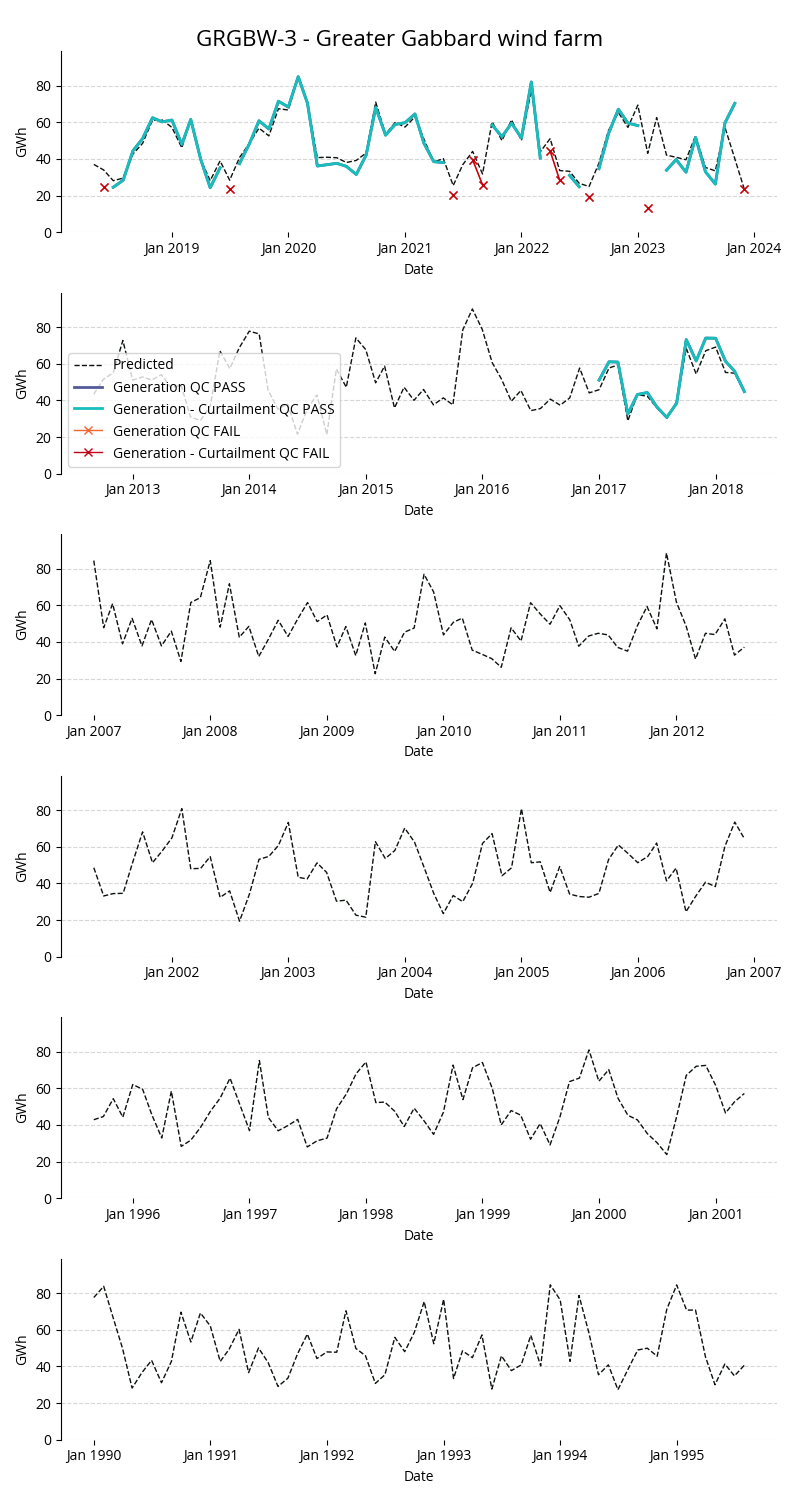 GRGBW-3 - Greater Gabbard wind farm
80
60
40
20
0
GWh
Jan 2019 Jan 2020 Jan 2021 Jan 2022 Jan 2023 Jan 2024
Date
80
60
40
20
0
GWh
Predicted
Generation QC PASS
Generation - Curtailment QC PASS
Generation QC FAIL
Generation - Curtailment QC FAIL
Jan 2013 Jan 2014 Jan 2015 Jan 2016 Jan 2017 Jan 2018
Date
80
60
40
20
0
GWh
Jan 2007 Jan 2008 Jan 2009 Jan 2010 Jan 2011 Jan 2012
Date
80
60
40
20
0
GWh
Jan 2002 Jan 2003 Jan 2004 Jan 2005 Jan 2006 Jan 2007
Date
80
60
40
20
0
GWh
Jan 1996 Jan 1997 Jan 1998 Jan 1999 Jan 2000 Jan 2001
Date
80
60
40
20
0
GWh
Jan 1990 Jan 1991 Jan 1992 Jan 1993 Jan 1994 Jan 1995
Date